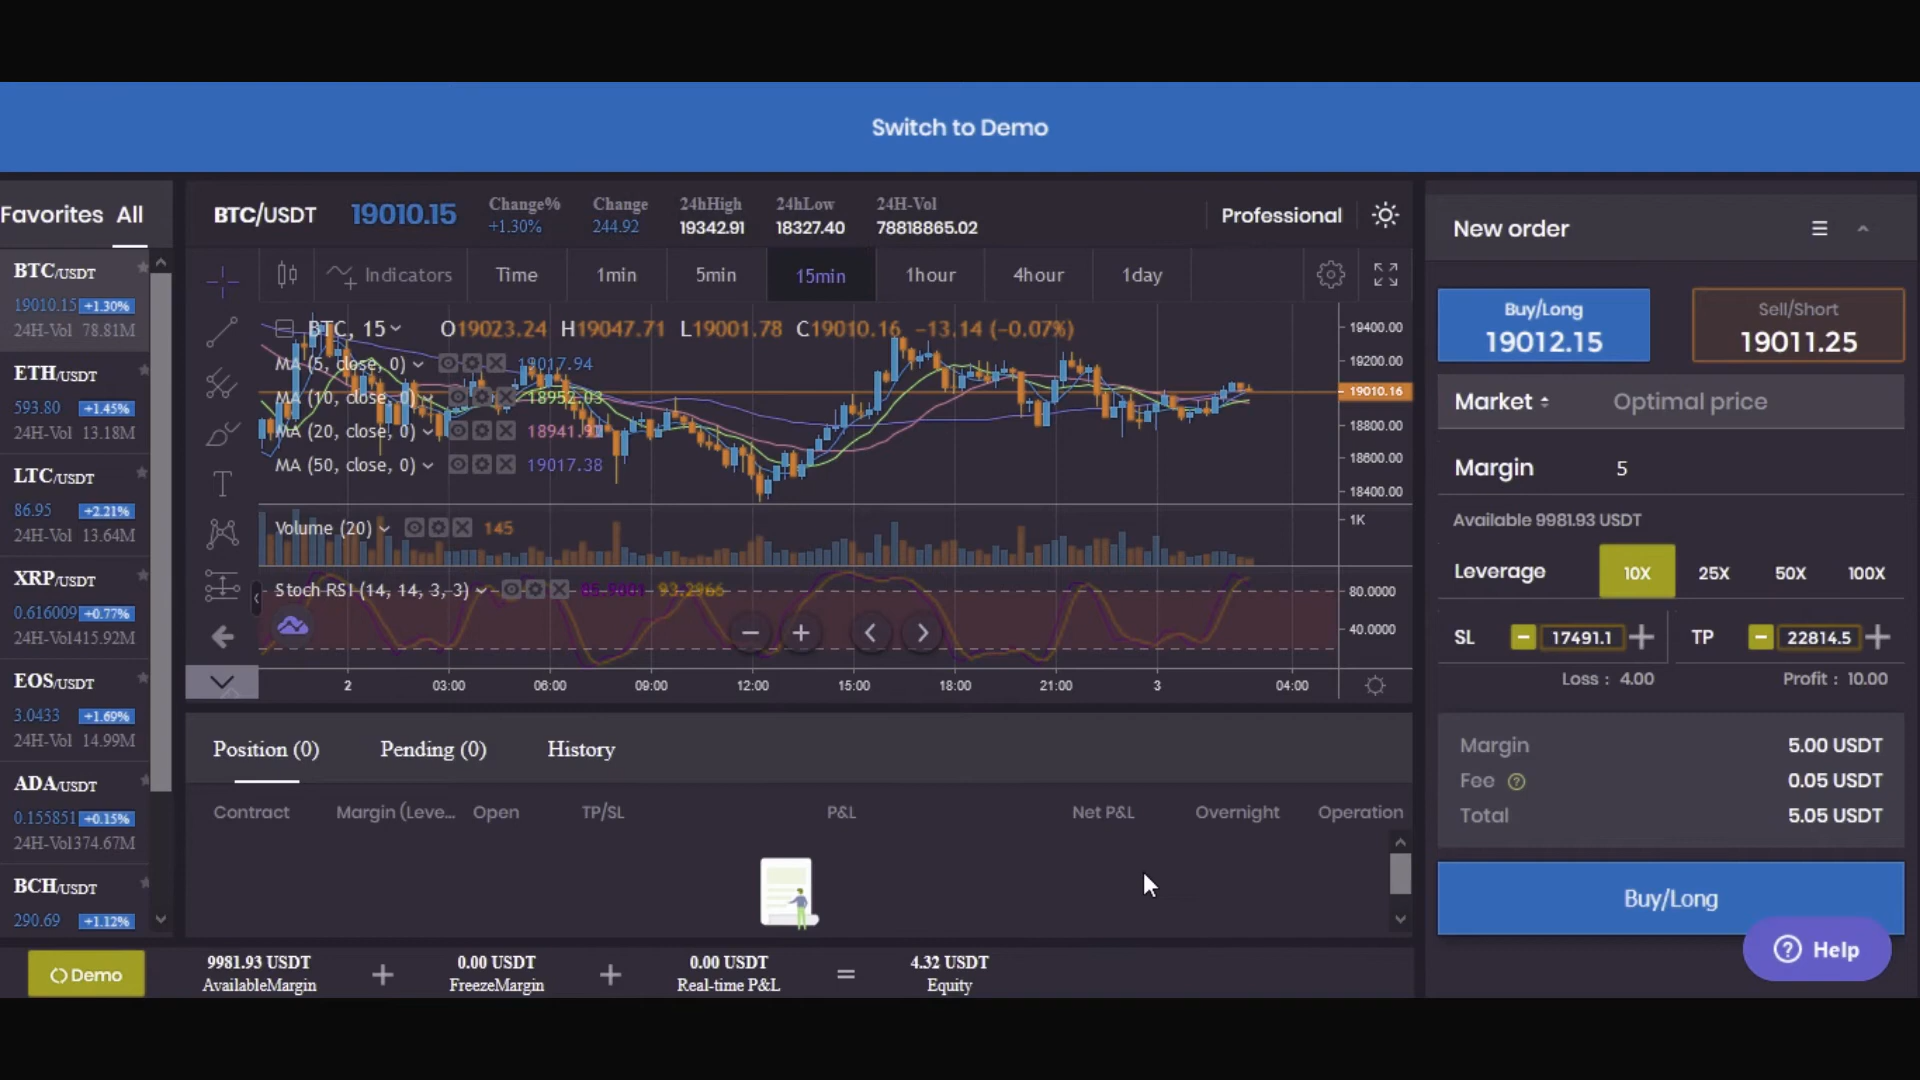 Switch to Demo
Favorites All
BTC/USDT
19010.15 +1.30%
24H-Vol 78.81M
ETH/USDT
593.80 +1.45%
24H-Vol 13.18M
LTC/USDT
86.95 +2.21%
24H-Vol 13.64M
XRP/USDT
0.616009 +0.77%
24H-Vol415.92M
EOS/USDT
3.0433 +1.69%
24H-Vol 14.99M
ADA/USDT
0.155851 +0.15%
24H-Vol374.67M
BCH/USDT
290.69 +1.12%
BTC/USDT 19010.15
Change% Change 24hHigh 24hLow 24H-Vol
+1.30% 244.92 19342.91 18327.40 78818865.02
Professional
Indicators Time 1min 5min 15min 1hour 4hour 1day
BTC, 15 O19023.24 H19047.71 L19001.78 C19010.16 −13.14 (−0.07%)
MA (5, close, 0) 19017.94
MA (10, close, 0) 18952.03
MA (20, close, 0)
MA (50, close, 0) 19017.38
19400.00
19200.00
19010.16
18800.00
18600.00
18400.00
Volume (20) 145
1K
Stoch RSI (14, 14, 3, 3) 93.2966
80.0000
40.0000
2 03:00 06:00 09:00 12:00 15:00 18:00 21:00 3 04:00
Position (0) Pending (0) History
Contract Margin (Leve... Open TP/SL P&L Net P&L Overnight Operation
Demo
9981.93 USDT + 0.00 USDT + 0.00 USDT = 4.32 USDT
AvailableMargin FreezeMargin Real-time P&L Equity
New order
Buy/Long Sell/Short
19012.15 19011.25
Market Optimal price
Margin 5
Available 9981.93 USDT
Leverage 10X 25X 50X 100X
SL − 17491.1 + TP − 22814.5 +
Loss : 4.00 Profit : 10.00
Margin 5.00 USDT
Fee ? 0.05 USDT
Total 5.05 USDT
Buy/Long
? Help